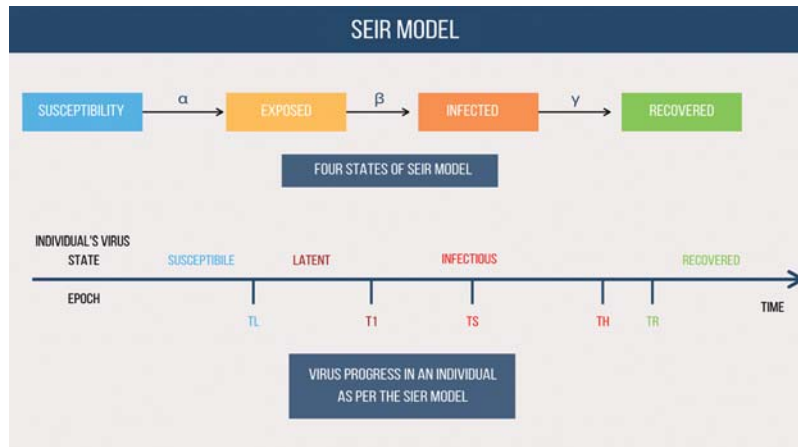 SEIR MODEL
SUSCEPTIBILITY α EXPOSED β INFECTED γ RECOVERED
FOUR STATES OF SEIR MODEL
INDIVIDUAL'S VIRUS
STATE SUSCEPTIBILE LATENT INFECTIOUS RECOVERED
EPOCH TIME
TL T1 TS TH TR
VIRUS PROGRESS IN AN INDIVIDUAL
AS PER THE SIER MODEL